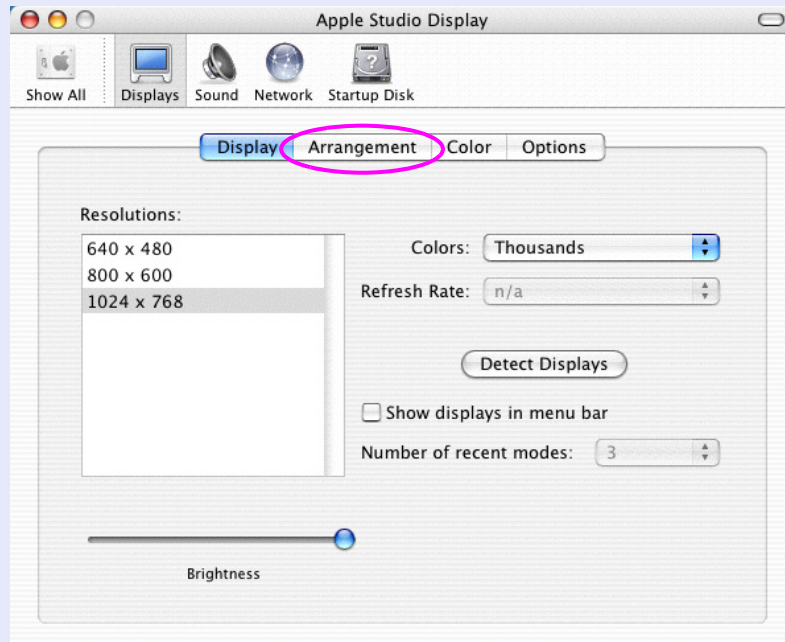 Apple Studio Display
Show All Displays Sound Network Startup Disk
Display Arrangement Color Options
Resolutions:
640 x 480
800 x 600
1024 x 768
Colors: Thousands
Refresh Rate: n/a
Detect Displays
Show displays in menu bar
Number of recent modes: 3
Brightness